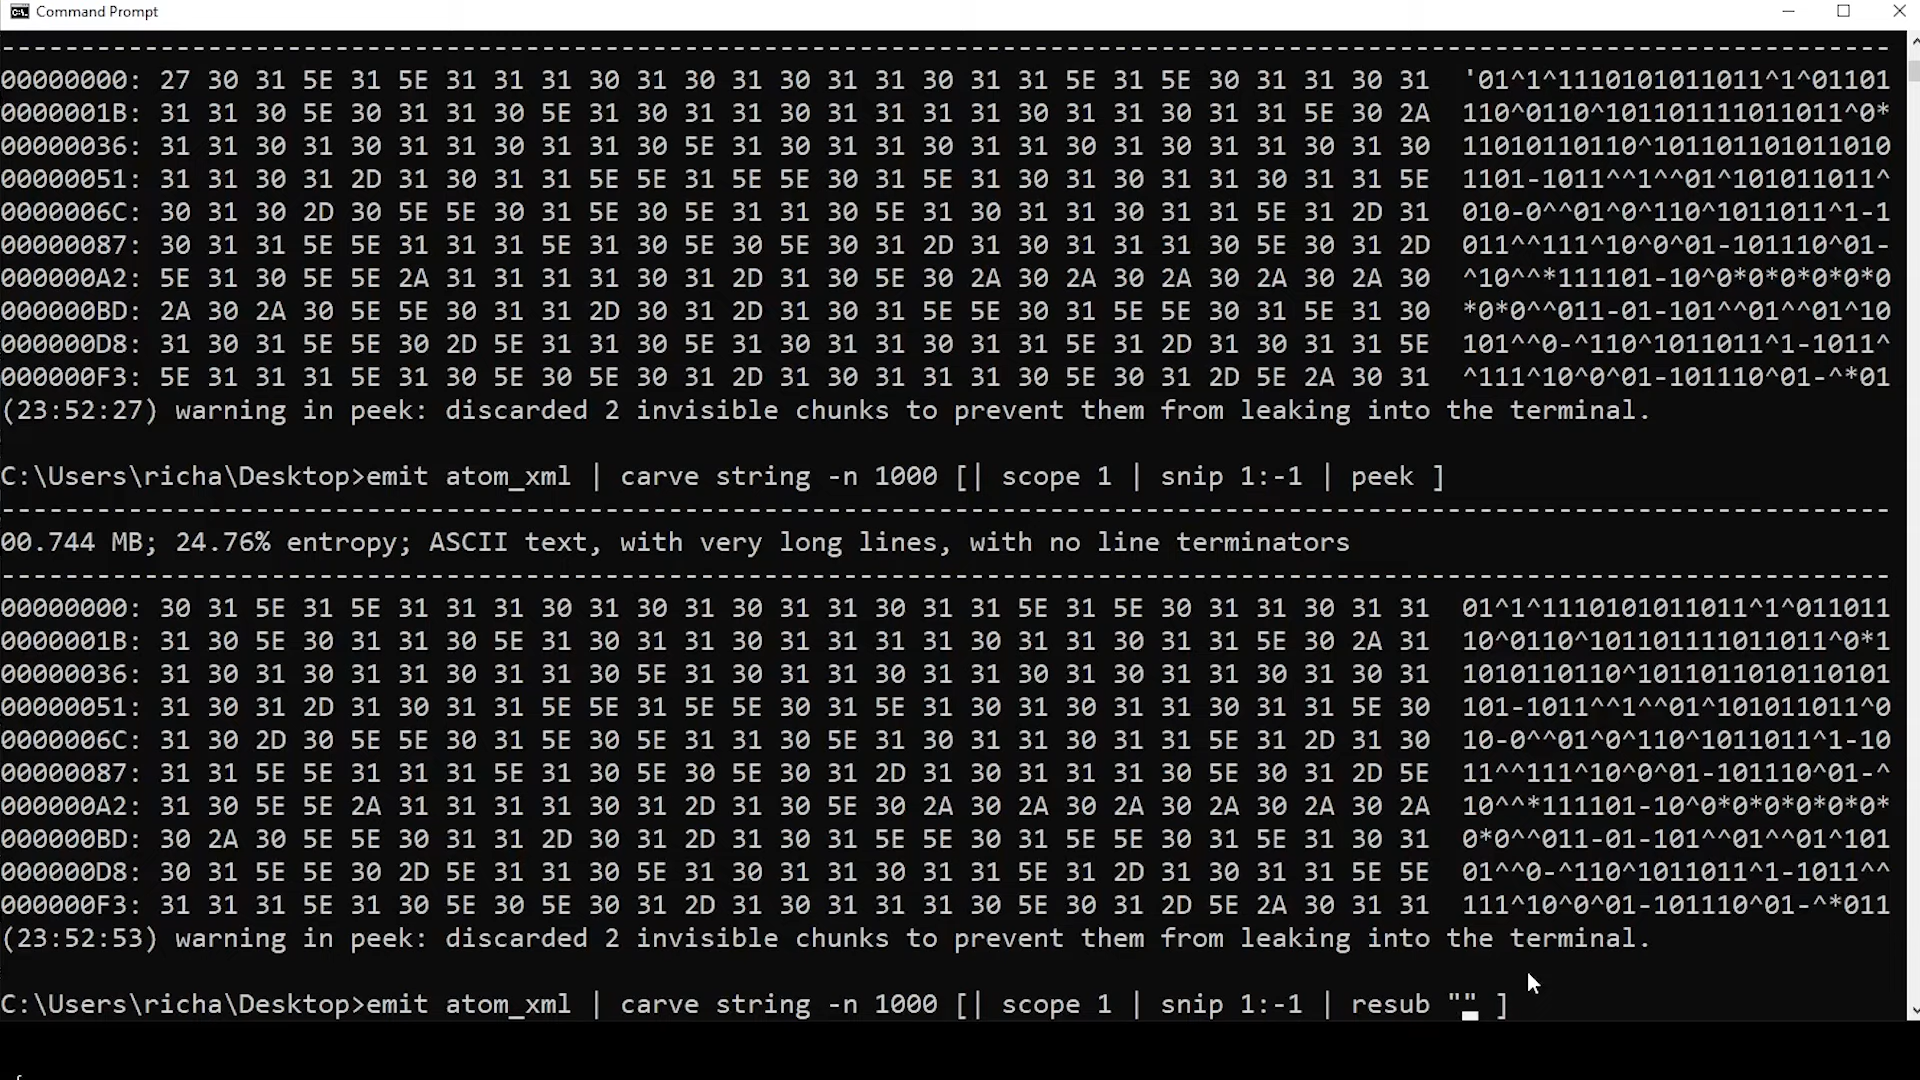 Command Prompt
-----------------------------------------------------------------------------------------------------------------------
00000000: 27 30 31 5E 31 5E 31 31 31 30 31 30 31 30 31 31 30 31 31 5E 31 5E 30 31 31 30 31  '01^1^1110101011011^1^01101
0000001B: 31 31 30 5E 30 31 31 30 5E 31 30 31 31 30 31 31 31 31 30 31 31 30 31 31 5E 30 2A  110^0110^101101111011011^0*
00000036: 31 31 30 31 30 31 31 30 31 31 30 5E 31 30 31 31 30 31 31 30 31 30 31 31 30 31 30  11010110110^101101101011010
00000051: 31 31 30 31 2D 31 30 31 31 5E 5E 31 5E 5E 30 31 5E 31 30 31 30 31 31 30 31 31 5E  1101-1011^^1^^01^101011011^
0000006C: 30 31 30 2D 30 5E 5E 30 31 5E 30 5E 31 31 30 5E 31 30 31 31 30 31 31 5E 31 2D 31  010-0^^01^0^110^1011011^1-1
00000087: 30 31 31 5E 5E 31 31 31 5E 31 30 5E 30 5E 30 31 2D 31 30 31 31 31 30 5E 30 31 2D  011^^111^10^0^01-101110^01-
000000A2: 5E 31 30 5E 5E 2A 31 31 31 31 30 31 2D 31 30 5E 30 2A 30 2A 30 2A 30 2A 30 2A 30  ^10^^*111101-10^0*0*0*0*0*0
000000BD: 2A 30 2A 30 5E 5E 30 31 31 2D 30 31 2D 31 30 31 5E 5E 30 31 5E 5E 30 31 5E 31 30  *0*0^^011-01-101^^01^^01^10
000000D8: 31 30 31 5E 5E 30 2D 5E 31 31 30 5E 31 30 31 31 30 31 31 5E 31 2D 31 30 31 31 5E  101^^0-^110^1011011^1-1011^
000000F3: 5E 31 31 31 5E 31 30 5E 30 5E 30 31 2D 31 30 31 31 31 30 5E 30 31 2D 5E 2A 30 31  ^111^10^0^01-101110^01-^*01
(23:52:27) warning in peek: discarded 2 invisible chunks to prevent them from leaking into the terminal.
C:\Users\richa\Desktop>emit atom_xml | carve string -n 1000 [| scope 1 | snip 1:-1 | peek ]
-----------------------------------------------------------------------------------------------------------------------
00.744 MB; 24.76% entropy; ASCII text, with very long lines, with no line terminators
-----------------------------------------------------------------------------------------------------------------------
00000000: 30 31 5E 31 5E 31 31 31 30 31 30 31 30 31 31 30 31 31 5E 31 5E 30 31 31 30 31 31  01^1^1110101011011^1^011011
0000001B: 31 30 5E 30 31 31 30 5E 31 30 31 31 30 31 31 31 31 30 31 31 30 31 31 5E 30 2A 31  10^0110^101101111011011^0*1
00000036: 31 30 31 30 31 31 30 31 31 30 5E 31 30 31 31 30 31 31 30 31 30 31 31 30 31 30 31  1010110110^1011011010110101
00000051: 31 30 31 2D 31 30 31 31 5E 5E 31 5E 5E 30 31 5E 31 30 31 30 31 31 30 31 31 5E 30  101-1011^^1^^01^101011011^0
0000006C: 31 30 2D 30 5E 5E 30 31 5E 30 5E 31 31 30 5E 31 30 31 31 30 31 31 5E 31 2D 31 30  10-0^^01^0^110^1011011^1-10
00000087: 31 31 5E 5E 31 31 31 5E 31 30 5E 30 5E 30 31 2D 31 30 31 31 31 30 5E 30 31 2D 5E  11^^111^10^0^01-101110^01-^
000000A2: 31 30 5E 5E 2A 31 31 31 31 30 31 2D 31 30 5E 30 2A 30 2A 30 2A 30 2A 30 2A 30 2A  10^^*111101-10^0*0*0*0*0*0*
000000BD: 30 2A 30 5E 5E 30 31 31 2D 30 31 2D 31 30 31 5E 5E 30 31 5E 5E 30 31 5E 31 30 31  0*0^^011-01-101^^01^^01^101
000000D8: 30 31 5E 5E 30 2D 5E 31 31 30 5E 31 30 31 31 30 31 31 5E 31 2D 31 30 31 31 5E 5E  01^^0-^110^1011011^1-1011^^
000000F3: 31 31 31 5E 31 30 5E 30 5E 30 31 2D 31 30 31 31 31 30 5E 30 31 2D 5E 2A 30 31 31  111^10^0^01-101110^01-^*011
(23:52:53) warning in peek: discarded 2 invisible chunks to prevent them from leaking into the terminal.
C:\Users\richa\Desktop>emit atom_xml | carve string -n 1000 [| scope 1 | snip 1:-1 | resub "" ]